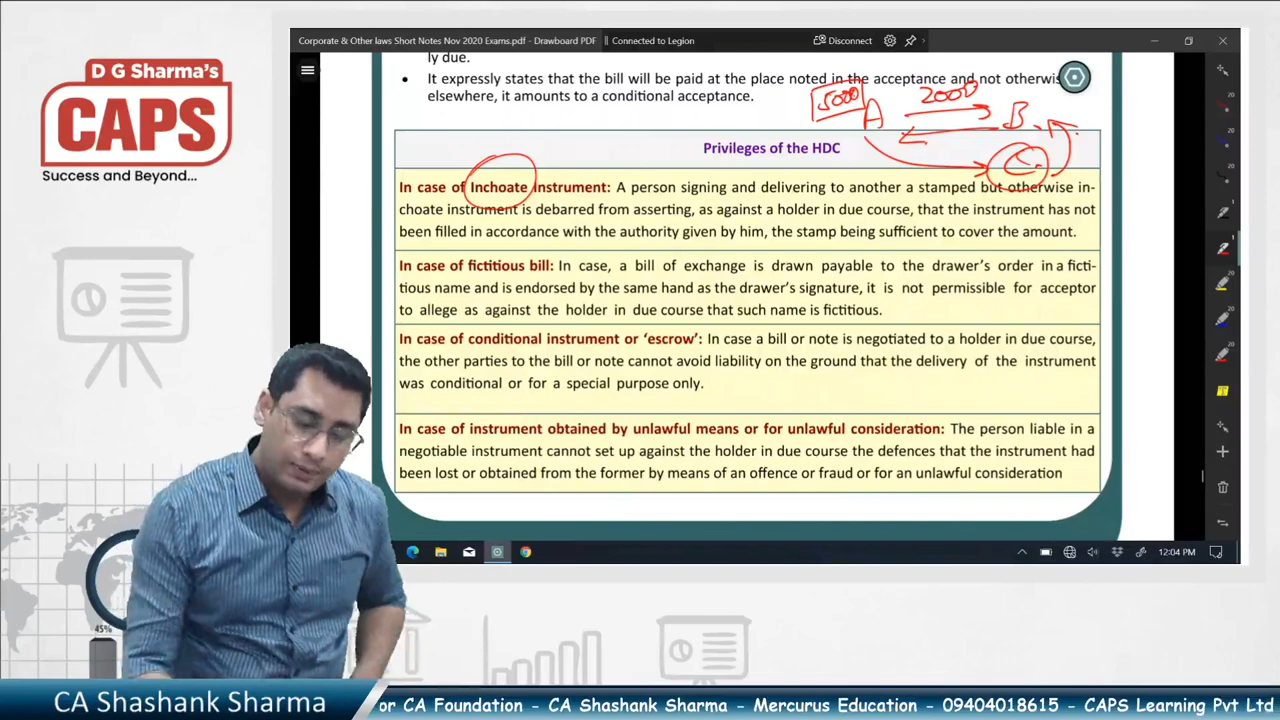 D G Sharma's
CAPS
Success and Beyond...
Corporate & Other laws Short Notes Nov 2020 Exams.pdf - Drawboard PDF
Connected to Legion
Disconnect
ly due.
• It expressly states that the bill will be paid at the place noted in the acceptance and not otherwis
elsewhere, it amounts to a conditional acceptance.
5000 A 2000 B
C
Privileges of the HDC
In case of Inchoate Instrument: A person signing and delivering to another a stamped but otherwise in-
choate instrument is debarred from asserting, as against a holder in due course, that the instrument has not
been filled in accordance with the authority given by him, the stamp being sufficient to cover the amount.
In case of fictitious bill: In case, a bill of exchange is drawn payable to the drawer's order in a ficti-
tious name and is endorsed by the same hand as the drawer's signature, it is not permissible for acceptor
to allege as against the holder in due course that such name is fictitious.
In case of conditional instrument or 'escrow': In case a bill or note is negotiated to a holder in due course,
the other parties to the bill or note cannot avoid liability on the ground that the delivery of the instrument
was conditional or for a special purpose only.
In case of instrument obtained by unlawful means or for unlawful consideration: The person liable in a
negotiable instrument cannot set up against the holder in due course the defences that the instrument had
been lost or obtained from the former by means of an offence or fraud or for an unlawful consideration
12:04 PM
45%
CA Shashank Sharma
or CA Foundation - CA Shashank Sharma - Mercurus Education - 09404018615 - CAPS Learning Pvt Ltd